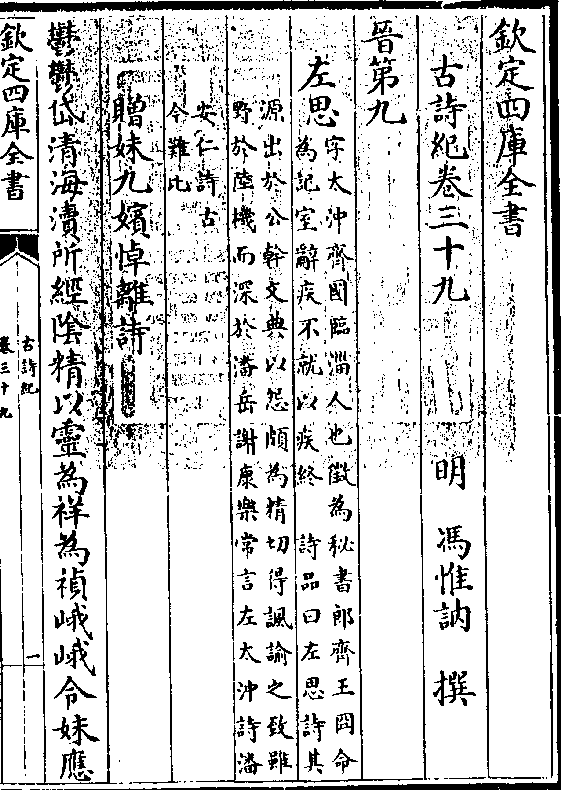 欽定四庫全書
古詩紀卷三十九
明 馮惟訥 撰
晉第九
左思
字太沖齊國臨淄人也徵為秘書郎齊王冏命
為記室辭疾不就以疾終 詩品曰左思詩其
源出於公幹文典以怨頗為精切得諷諭之致雖
野於陸機而深於潘岳謝康樂常言左太沖詩潘
安仁詩古
今難比
贈妹九嬪悼離詩
鬱鬱岱清海瀆所經隂精以靈為祥為禎峨峨令妹應
欽定四庫全書
古詩紀
卷三十九
一